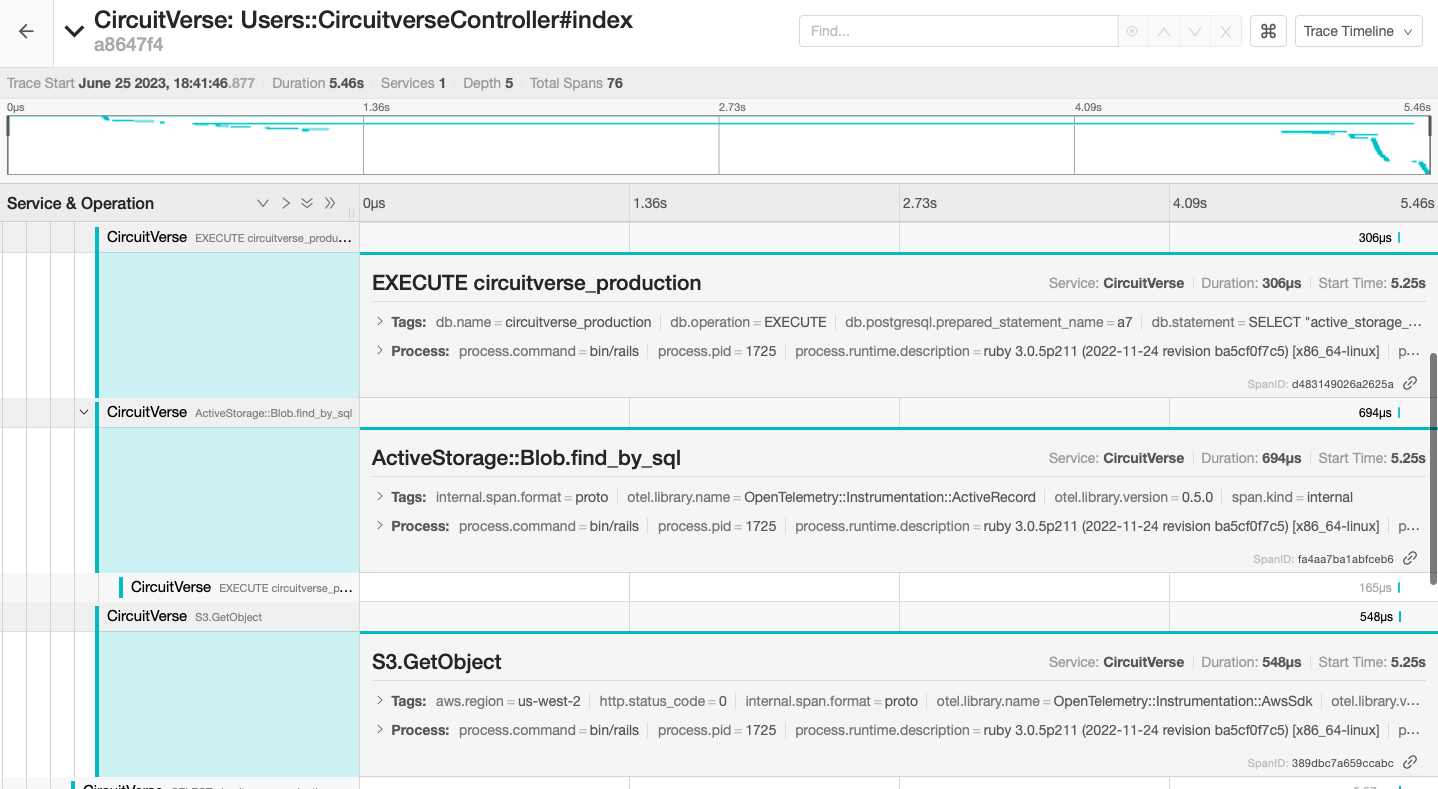 CircuitVerse: Users::CircuitverseController#index
a8647f4
Find...
⌘
Trace Timeline
Trace Start June 25 2023, 18:41:46.877 Duration 5.46s Services 1 Depth 5 Total Spans 76
0μs 1.36s 2.73s 4.09s 5.46s
Service & Operation 0μs 1.36s 2.73s 4.09s 5.46s
CircuitVerse EXECUTE circuitverse_produ... 306μs
EXECUTE circuitverse_production Service: CircuitVerse Duration: 306μs Start Time: 5.25s
Tags: db.name = circuitverse_production db.operation = EXECUTE db.postgresql.prepared_statement_name = a7 db.statement = SELECT "active_storage_...
Process: process.command = bin/rails process.pid = 1725 process.runtime.description = ruby 3.0.5p211 (2022-11-24 revision ba5cf0f7c5) [x86_64-linux] p...
SpanID: d483149026a2625a
CircuitVerse ActiveStorage::Blob.find_by_sql 694μs
ActiveStorage::Blob.find_by_sql Service: CircuitVerse Duration: 694μs Start Time: 5.25s
Tags: internal.span.format = proto otel.library.name = OpenTelemetry::Instrumentation::ActiveRecord otel.library.version = 0.5.0 span.kind = internal
Process: process.command = bin/rails process.pid = 1725 process.runtime.description = ruby 3.0.5p211 (2022-11-24 revision ba5cf0f7c5) [x86_64-linux] p...
SpanID: fa4aa7ba1abfceb6
CircuitVerse EXECUTE circuitverse_p... 165μs
CircuitVerse S3.GetObject 548μs
S3.GetObject Service: CircuitVerse Duration: 548μs Start Time: 5.25s
Tags: aws.region = us-west-2 http.status_code = 0 internal.span.format = proto otel.library.name = OpenTelemetry::Instrumentation::AwsSdk otel.library.v...
Process: process.command = bin/rails process.pid = 1725 process.runtime.description = ruby 3.0.5p211 (2022-11-24 revision ba5cf0f7c5) [x86_64-linux] p...
SpanID: 389dbc7a659ccabc
CircuitVerse